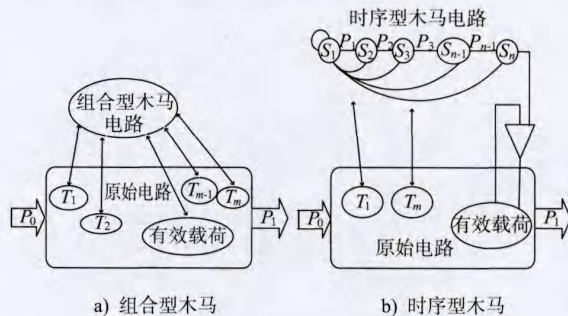 时序型木马电路
S₁ P₁ S₂ P₂ S₃ P₃ Sₙ₋₁ Pₙ₋₁ Sₙ
组合型木马
电路
原始电路
T₁
T₂
Tₘ₋₁
Tₘ
有效载荷
P₀
P₁
a) 组合型木马
T₁
Tₘ
有效载荷
原始电路
P₀
P₁
b) 时序型木马